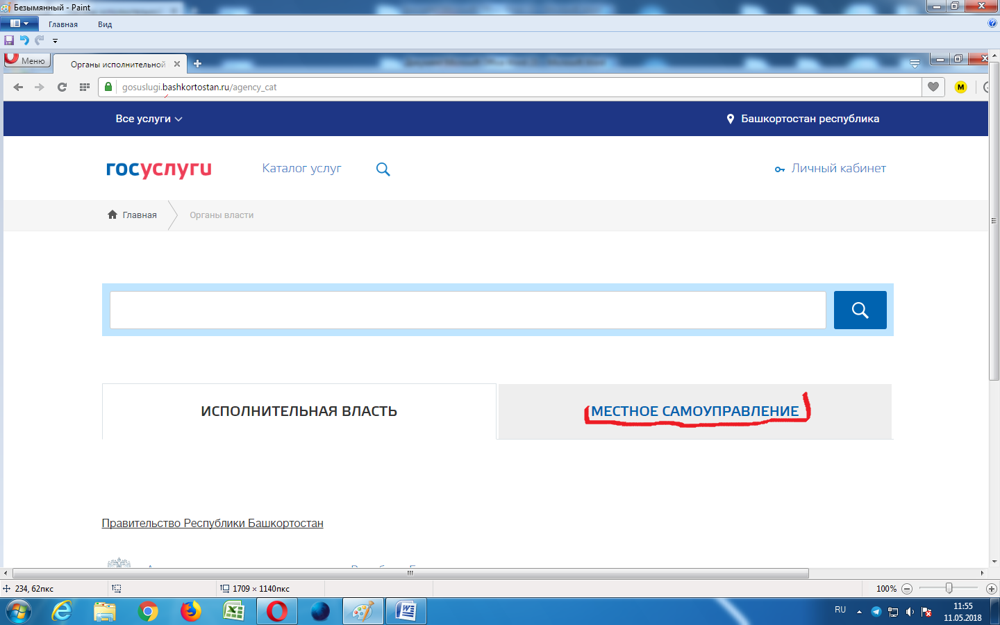 Безымянный - Paint
Главная Вид
Меню Органы исполнительной
gosuslugi.bashkortostan.ru/agency_cat
M
Все услуги Башкортостан республика
госуслуги Каталог услуг Личный кабинет
Главная Органы власти
ИСПОЛНИТЕЛЬНАЯ ВЛАСТЬ МЕСТНОЕ САМОУПРАВЛЕНИЕ
Правительство Республики Башкортостан
234, 62пкс 1709 × 1140пкс 100%
RU 11:55
11.05.2018